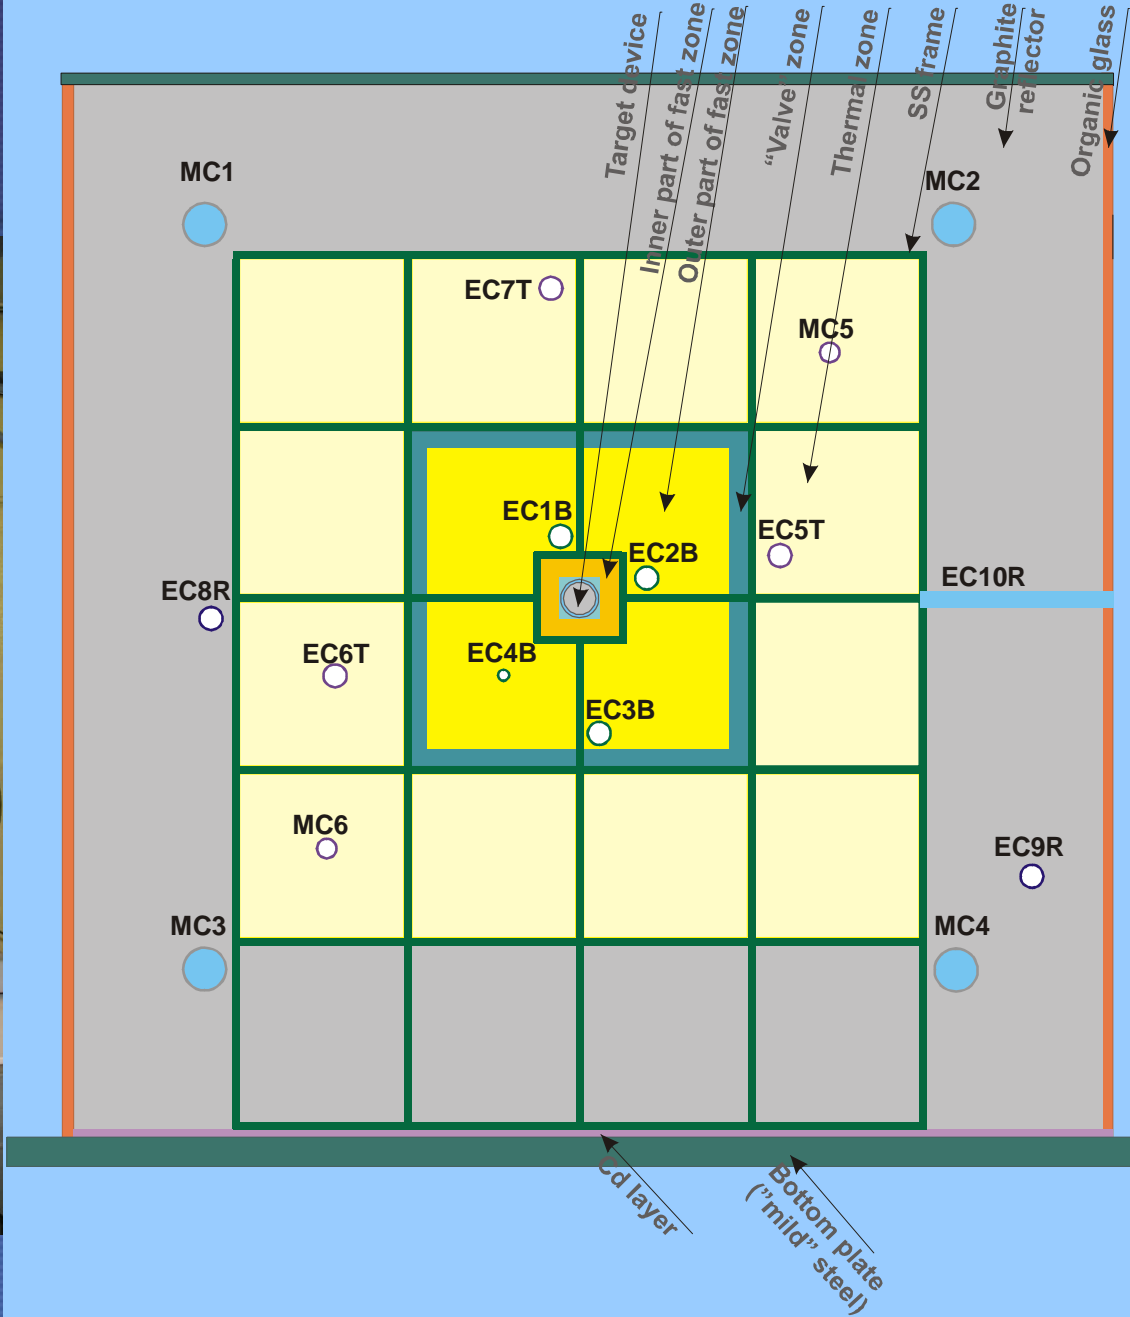 Target device
Inner part of fast zone
Outer part of fast zone
“Valve” zone
Thermal zone
SS frame
Graphite
reflector
Organic glass
MC1
MC2
EC7T
MC5
EC1B
EC5T
EC2B
EC10R
EC8R
EC6T
EC4B
EC3B
MC6
EC9R
MC3
MC4
Cd layer
Bottom plate
(”mild” steel)